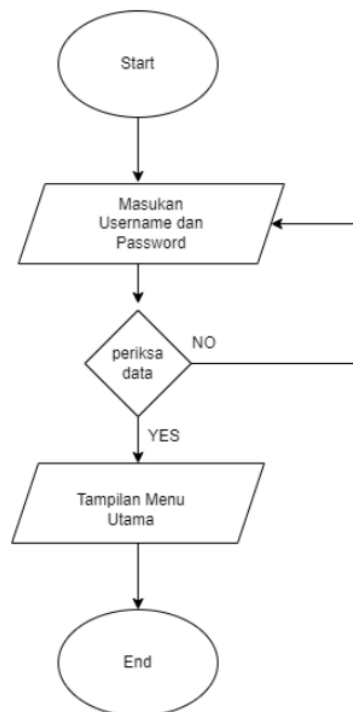 Start
Masukan
Username dan
Password
periksa
data
NO
YES
Tampilan Menu
Utama
End